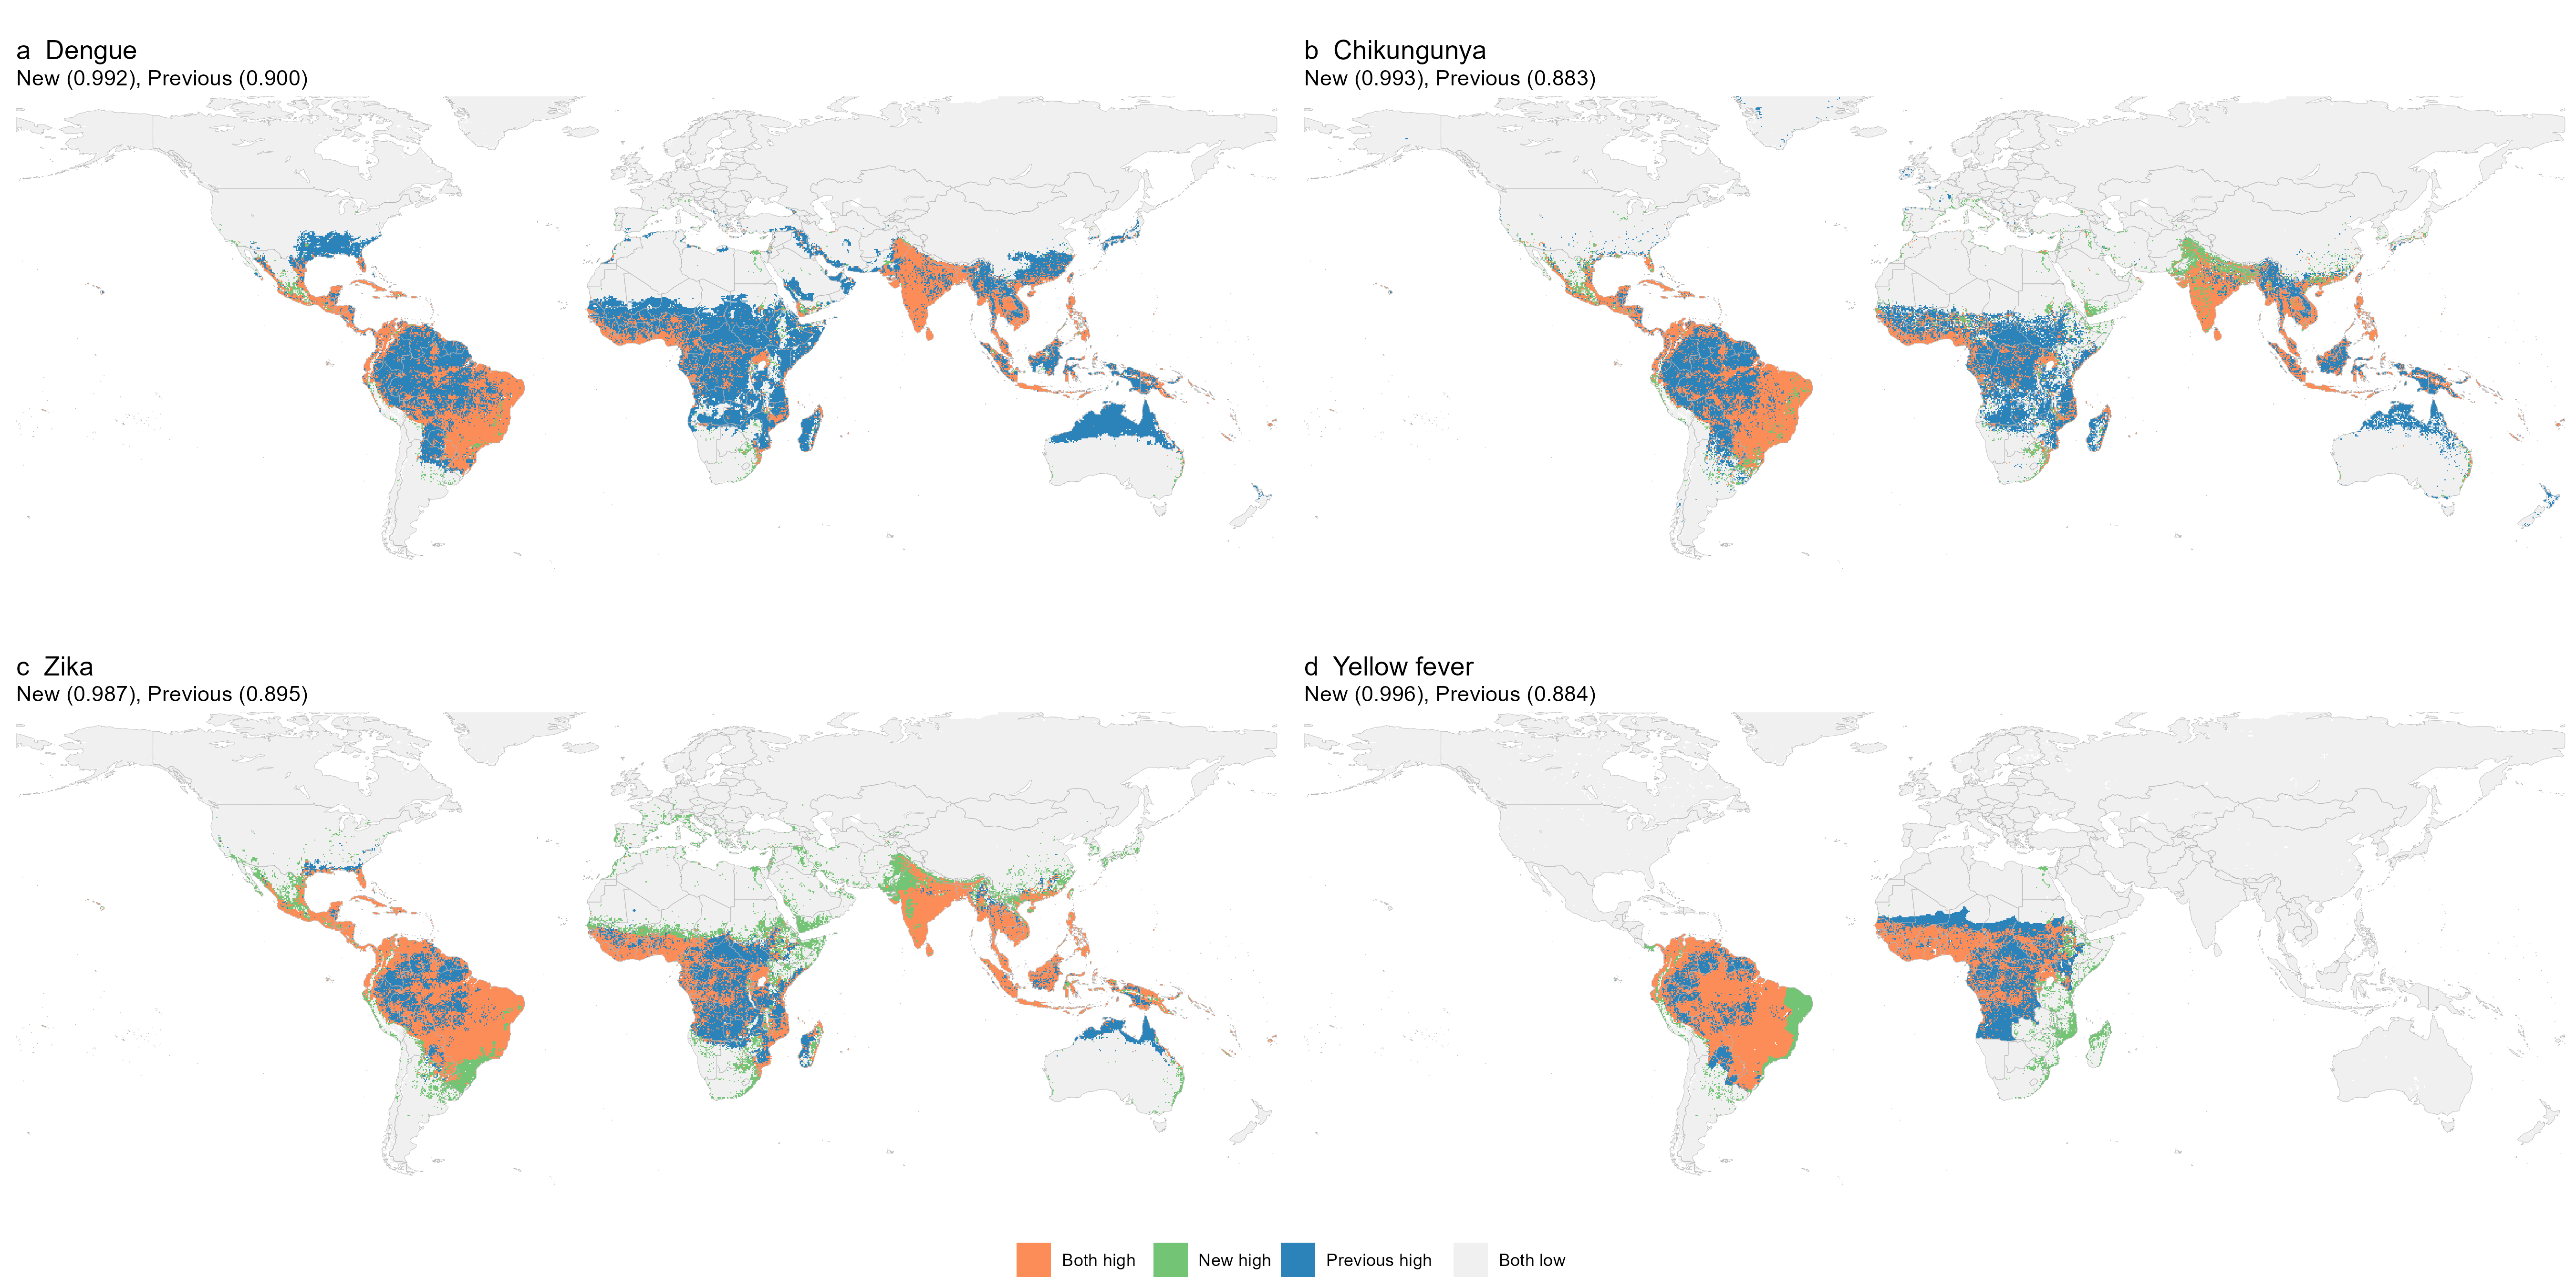 a Dengue
New (0.992), Previous (0.900)
b Chikungunya
New (0.993), Previous (0.883)
c Zika
New (0.987), Previous (0.895)
d Yellow fever
New (0.996), Previous (0.884)
Both high
New high
Previous high
Both low